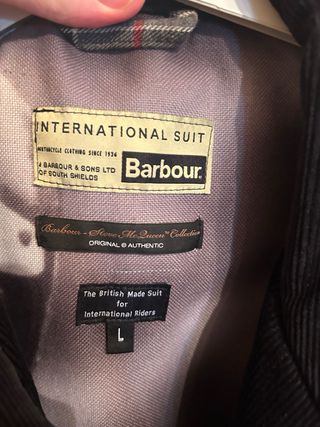 INTERNATIONAL SUIT
MOTORCYCLE CLOTHING SINCE 1936
J BARBOUR & SONS LTD
OF SOUTH SHIELDS
Barbour.
Barbour - Steve McQueen™ Collection
ORIGINAL & AUTHENTIC
The British Made Suit
for
International Riders
L